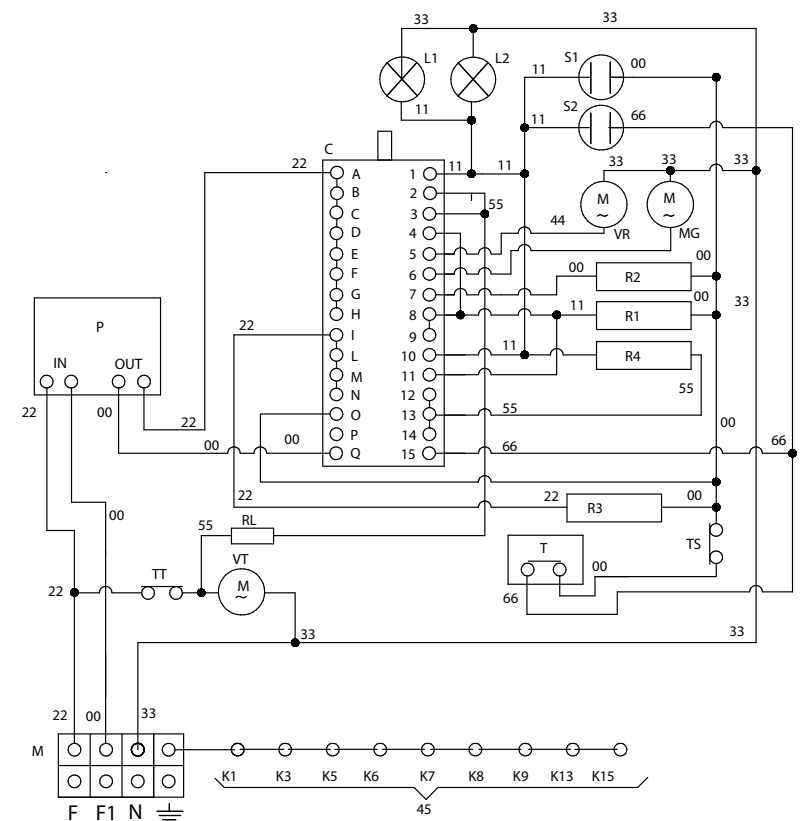 33 33
L1 L2 S1 00
11
S2 66
11 11
C
22 A 1 11 11 33 33 33
B 2
C 3 55
D 4 44 M ~ VR M ~ MG
E 5
F 6 00 R2 00
G 7
H 8 11 R1 00
33
22 I 9
L 10 11 R4
M 11
N 12 55
O 13 55
P 14 00
Q 15 66 66
P
IN OUT
22 00 22
00 00
22 22 R3 00
00
55 RL TS
T
TT VT 00
22 M ~
66
33 33
22 00 33
M
K1 K3 K5 K6 K7 K8 K9 K13 K15
45
F F1 N